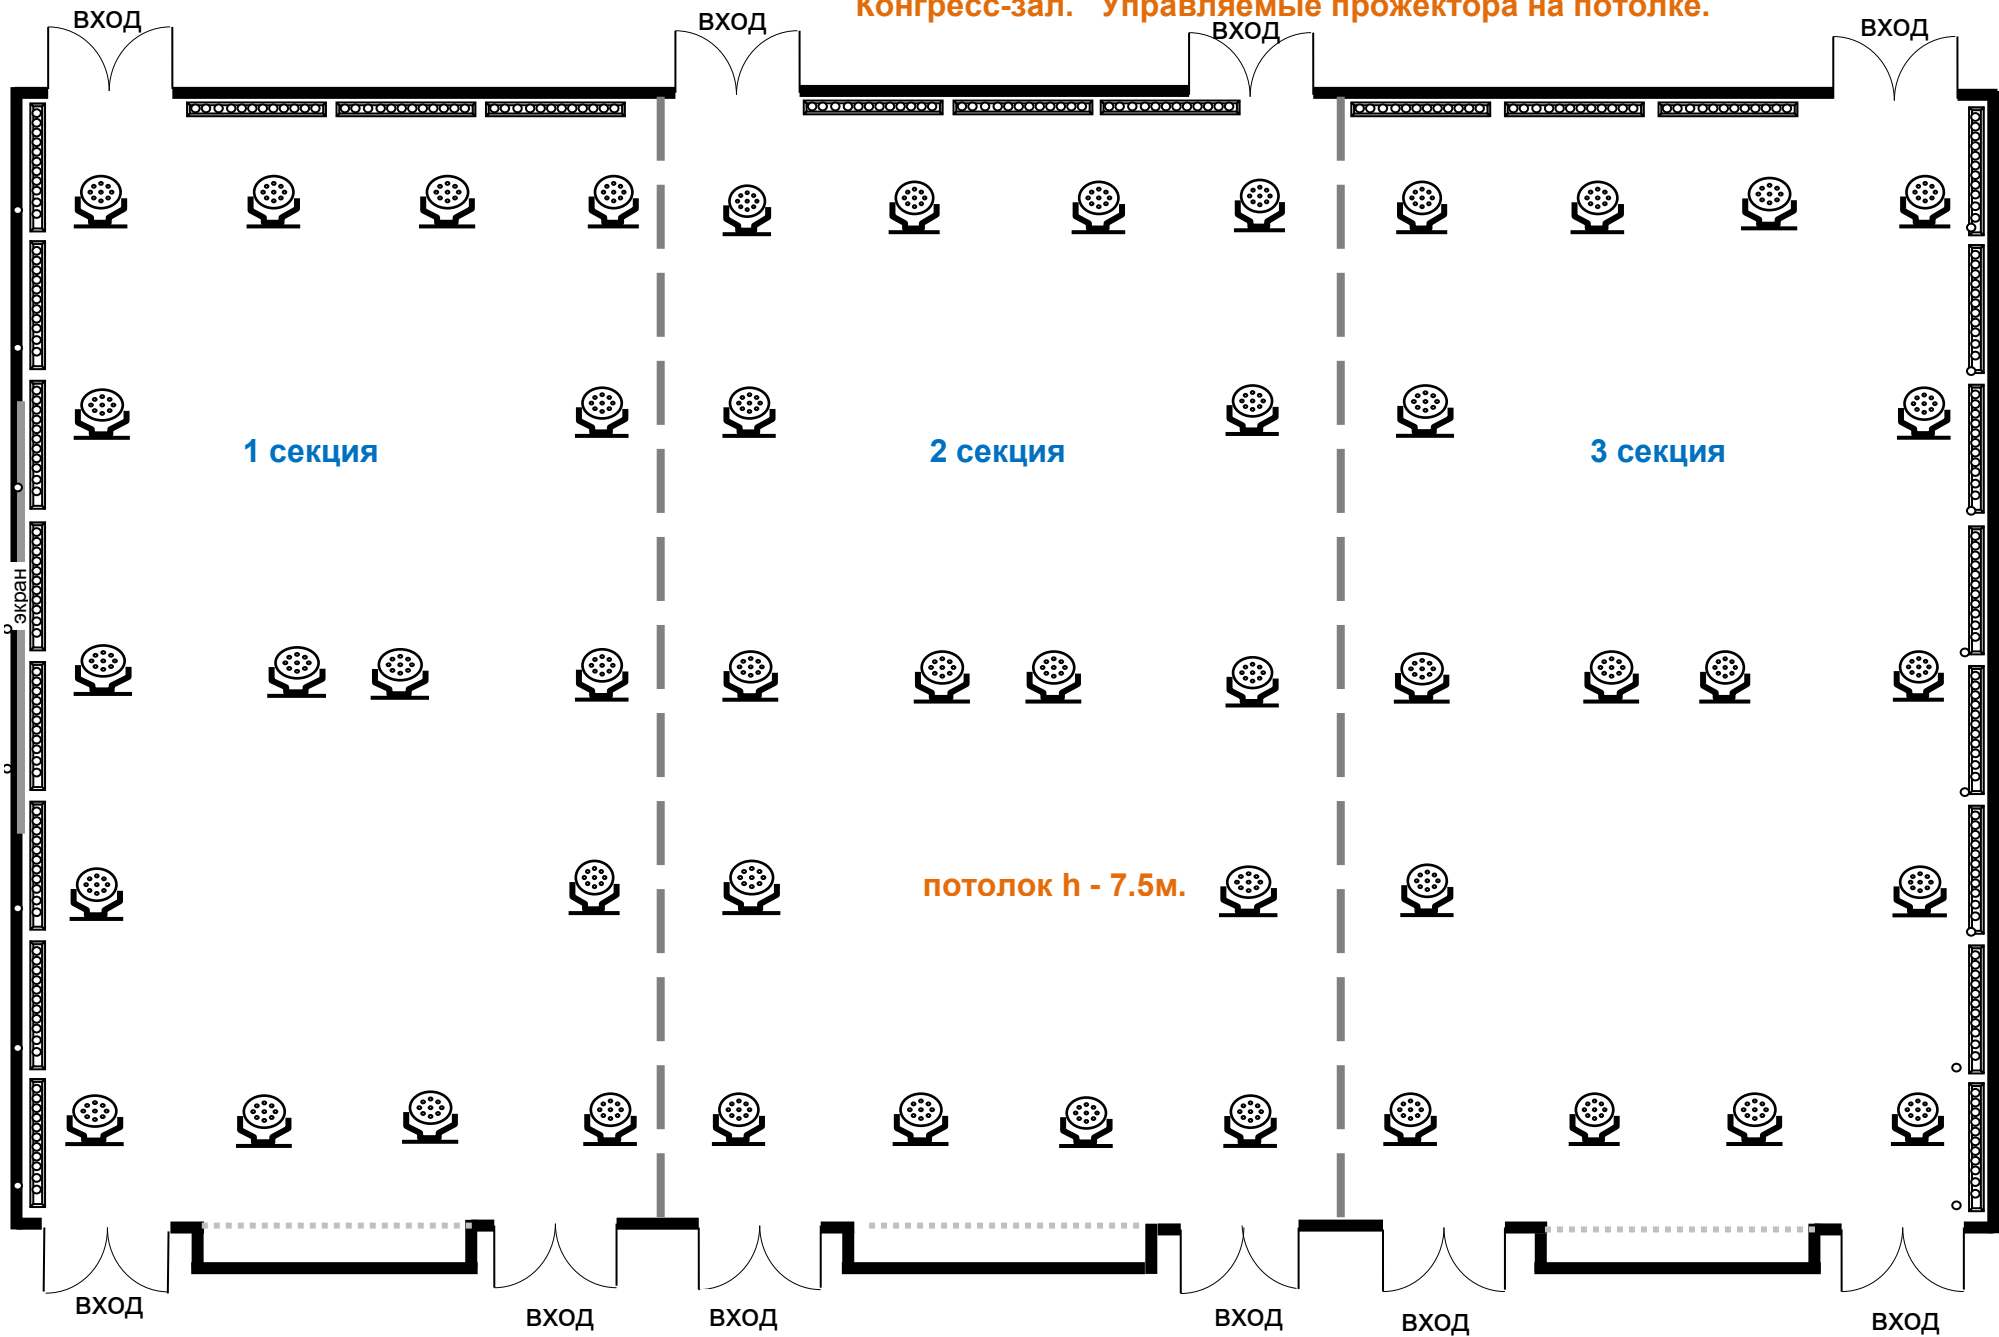 Конгресс-зал. Управляемые прожектора на потолке.
вход
вход
вход
вход
1 секция
2 секция
3 секция
экран
потолок h - 7.5м.
вход
вход
вход
вход
вход
вход